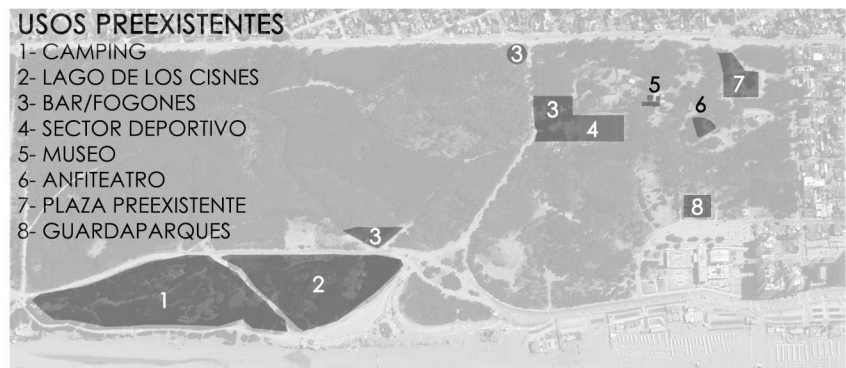 USOS PREEXISTENTES
1- CAMPING
2- LAGO DE LOS CISNES
3- BAR/FOGONES
4- SECTOR DEPORTIVO
5- MUSEO
6- ANFITEATRO
7- PLAZA PREEXISTENTE
8- GUARDAPARQUES
3
7
5
3
6
4
8
3
2
1